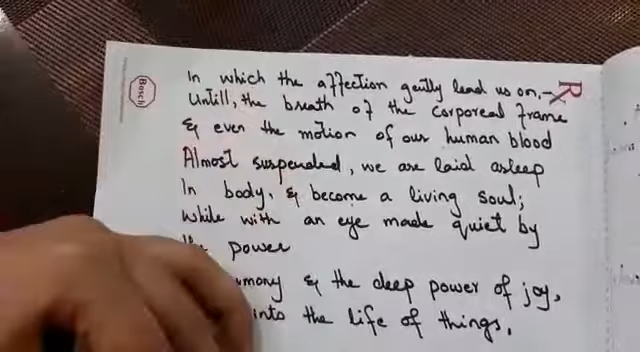 Bosch
Rx
In which the affection gently lead us on,-
Untill, the breath of the corporeal frame
& even the motion of our human blood
Almost suspended, we are laid asleep
In body, & become a living soul;
while with an eye made quiet by
power
& the deep power of joy,
into the life of things.